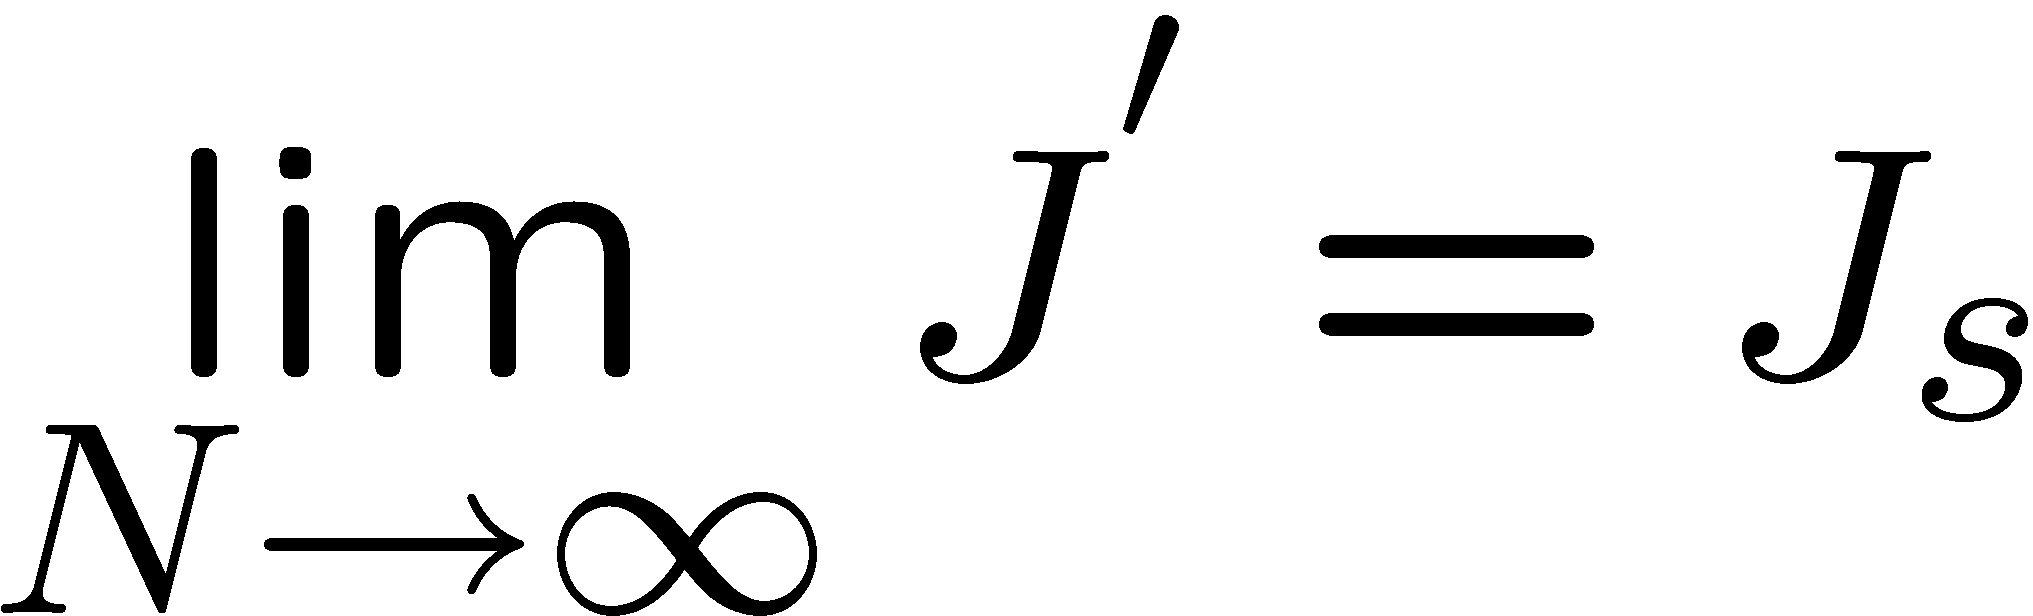 lim J′ = J_s
N→∞